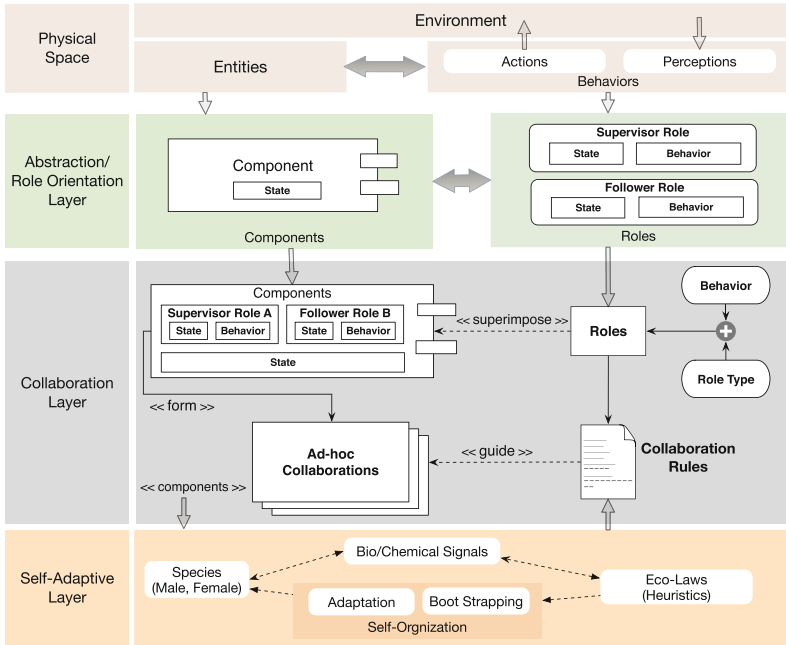 Physical
Space
Environment
Entities
Actions
Perceptions
Behaviors
Abstraction/
Role Orientation
Layer
Component
State
Components
Supervisor Role
State
Behavior
Follower Role
State
Behavior
Roles
Collaboration
Layer
Components
Supervisor Role A
State
Behavior
Follower Role B
State
Behavior
State
<< superimpose >>
Roles
Behavior
Role Type
<< form >>
Ad-hoc
Collaborations
<< guide >>
Collaboration
Rules
<< components >>
Self-Adaptive
Layer
Species
(Male, Female)
Bio/Chemical Signals
Eco-Laws
(Heuristics)
Adaptation
Boot Strapping
Self-Orgnization